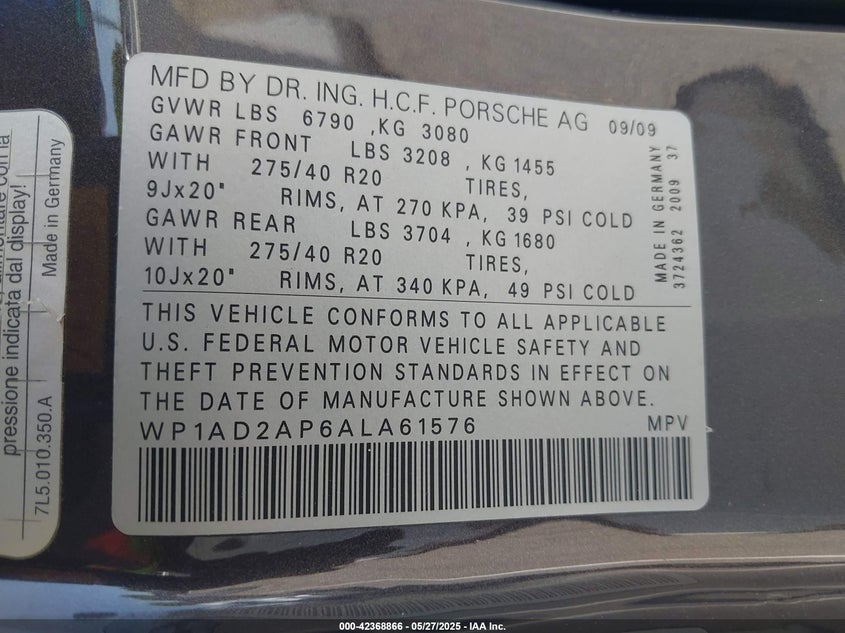 MFD BY DR. ING. H.C.F. PORSCHE AG 09/09
GVWR LBS 6790 ,KG 3080
GAWR FRONT LBS 3208 , KG 1455
WITH 275/40 R20 TIRES,
9Jx20" RIMS, AT 270 KPA, 39 PSI COLD
GAWR REAR LBS 3704 , KG 1680
WITH 275/40 R20 TIRES,
10Jx20" RIMS, AT 340 KPA, 49 PSI COLD
THIS VEHICLE CONFORMS TO ALL APPLICABLE
U.S. FEDERAL MOTOR VEHICLE SAFETY AND
THEFT PREVENTION STANDARDS IN EFFECT ON
THE DATE OF MANUFACTURE SHOWN ABOVE.
WP1AD2AP6ALA61576 MPV
MADE IN GERMANY
3724362 2009 37
pressione indicata dal display!
Made in Germany
7L5.010.350.A
000-42368866 - 05/27/2025 - IAA Inc.